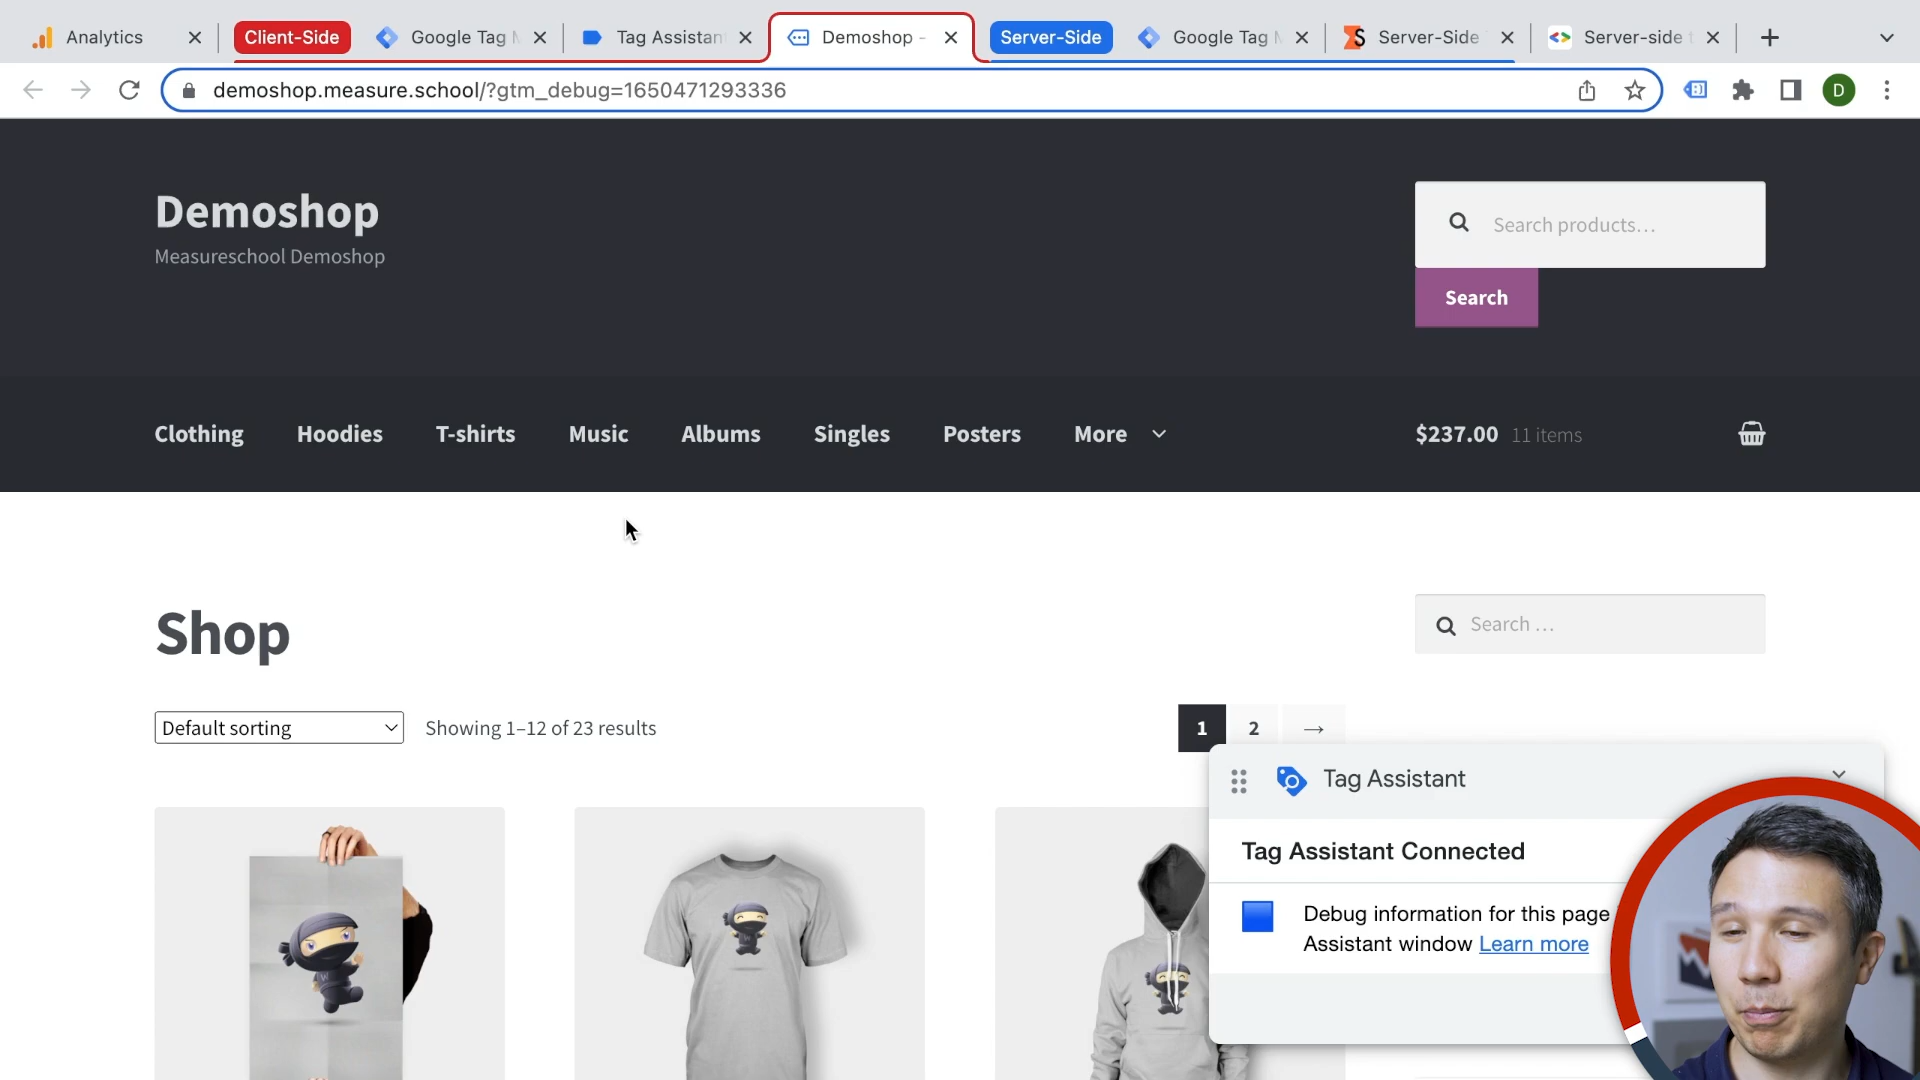 Analytics
Client-Side
Google Tag
Tag Assistan
Demoshop -
Server-Side
Google Tag
Server-Side
Server-side
demoshop.measure.school/?gtm_debug=1650471293336
D
Demoshop
Measureschool Demoshop
Search products…
Search
Clothing
Hoodies
T-shirts
Music
Albums
Singles
Posters
More
$237.00 11 items
Shop
Search …
Default sorting
Showing 1–12 of 23 results
1 2 →
Tag Assistant
Tag Assistant Connected
Debug information for this page
Assistant window Learn more